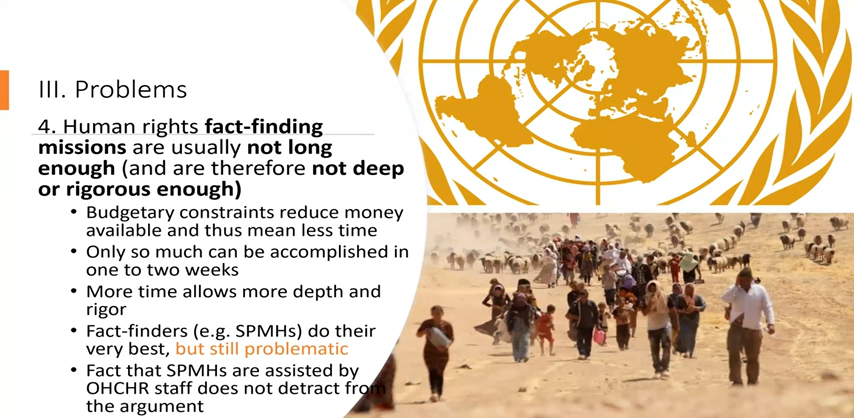 III. Problems
4. Human rights fact-finding
missions are usually not long
enough (and are therefore not deep
or rigorous enough)
• Budgetary constraints reduce money
available and thus mean less time
• Only so much can be accomplished in
one to two weeks
• More time allows more depth and
rigor
• Fact-finders (e.g. SPMHs) do their
very best, but still problematic
• Fact that SPMHs are assisted by
OHCHR staff does not detract from
the argument